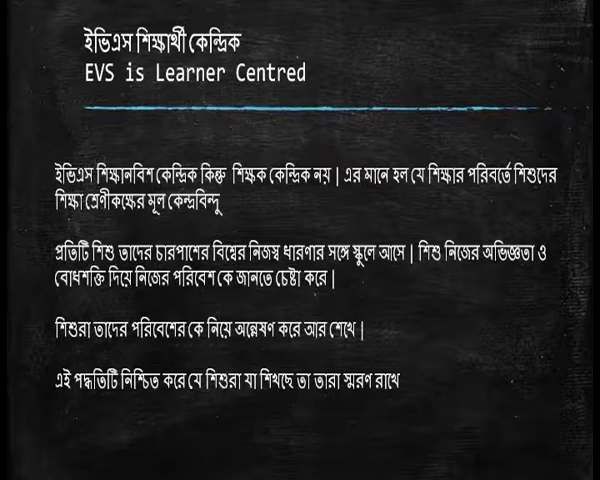 ইভিএস শিক্ষার্থী কেন্দ্রিক
EVS is Learner Centred
ইভিএস শিক্ষানবিশ কেন্দ্রিক কিন্তু শিক্ষক কেন্দ্রিক নয় | এর মানে হল যে শিক্ষার পরিবর্তে শিশুদের
শিক্ষা শ্রেণীকক্ষের মূল কেন্দ্রবিন্দু
প্রতিটি শিশু তাদের চারপাশের বিশ্বের নিজস্ব ধারণার সঙ্গে স্কুলে আসে | শিশু নিজের অভিজ্ঞতা ও
বোধশক্তি দিয়ে নিজের পরিবেশ কে জানতে চেষ্টা করে |
শিশুরা তাদের পরিবেশের কে নিয়ে অন্নেষণ করে আর শেখে |
এই পদ্ধতিটি নিশ্চিত করে যে শিশুরা যা শিখছে তা তারা স্মরণ রাখে